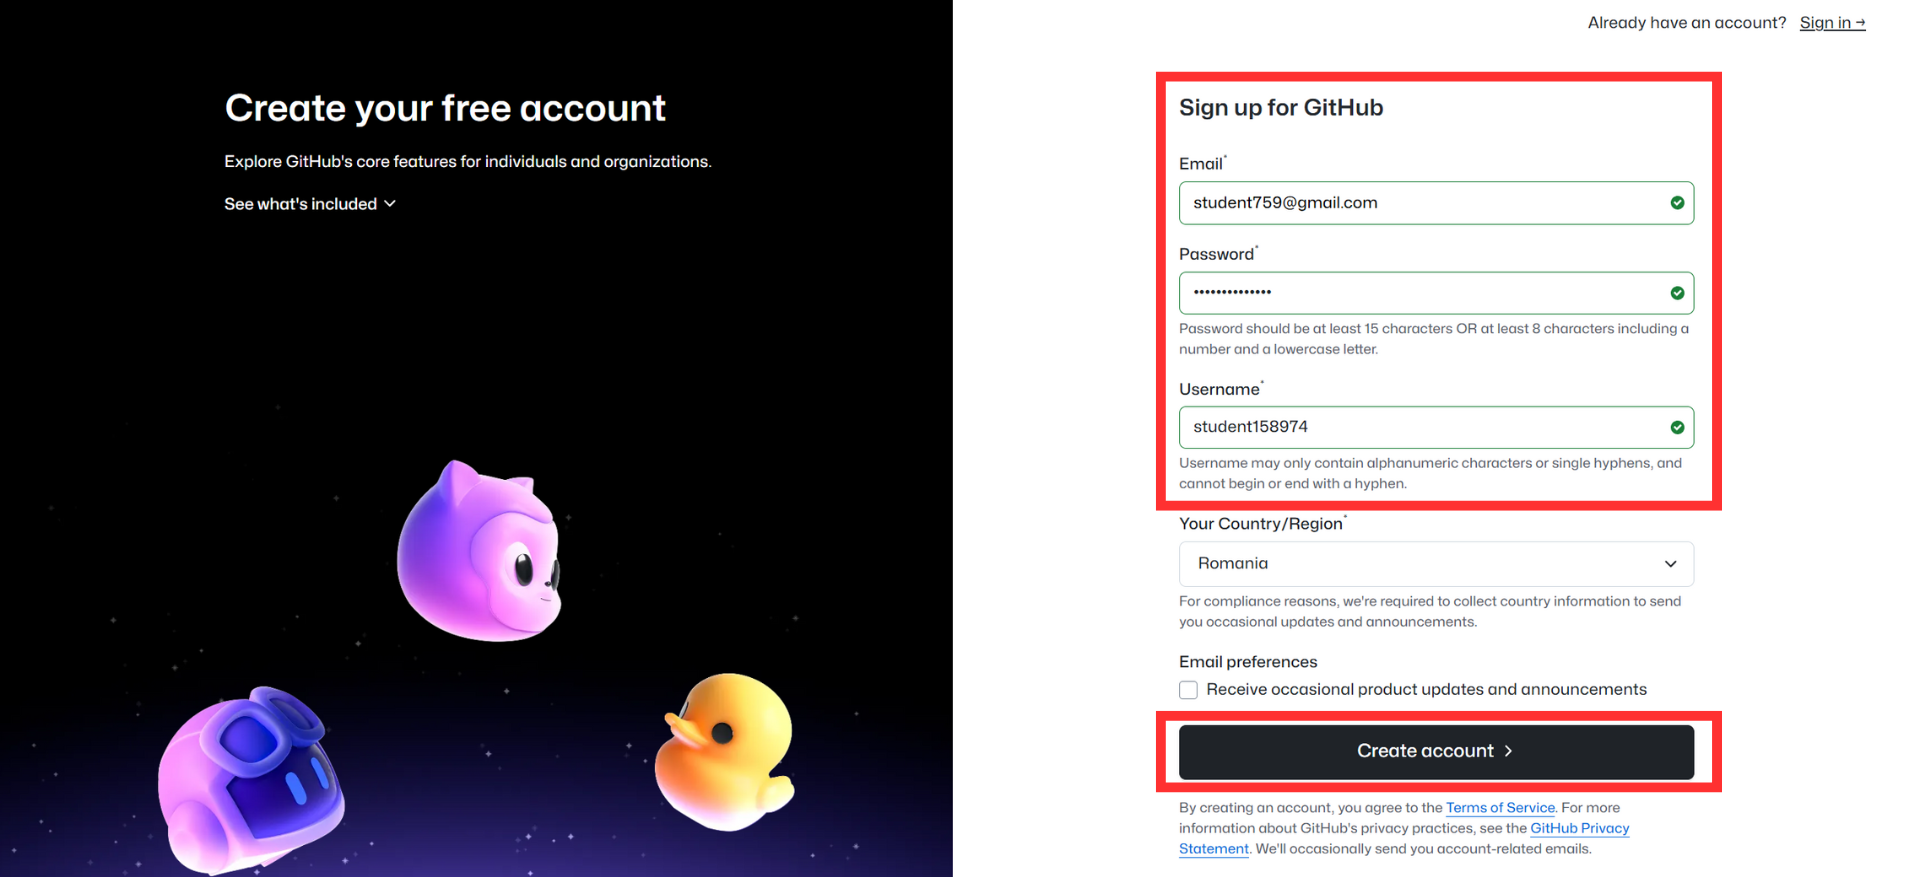 Already have an account? Sign in →
Create your free account
Explore GitHub's core features for individuals and organizations.
See what's included
Sign up for GitHub
Email*
student759@gmail.com
Password*
••••••••••••••
Password should be at least 15 characters OR at least 8 characters including a
number and a lowercase letter.
Username*
student158974
Username may only contain alphanumeric characters or single hyphens, and
cannot begin or end with a hyphen.
Your Country/Region*
Romania
For compliance reasons, we're required to collect country information to send
you occasional updates and announcements.
Email preferences
Receive occasional product updates and announcements
Create account >
By creating an account, you agree to the Terms of Service. For more
information about GitHub's privacy practices, see the GitHub Privacy
Statement. We'll occasionally send you account-related emails.